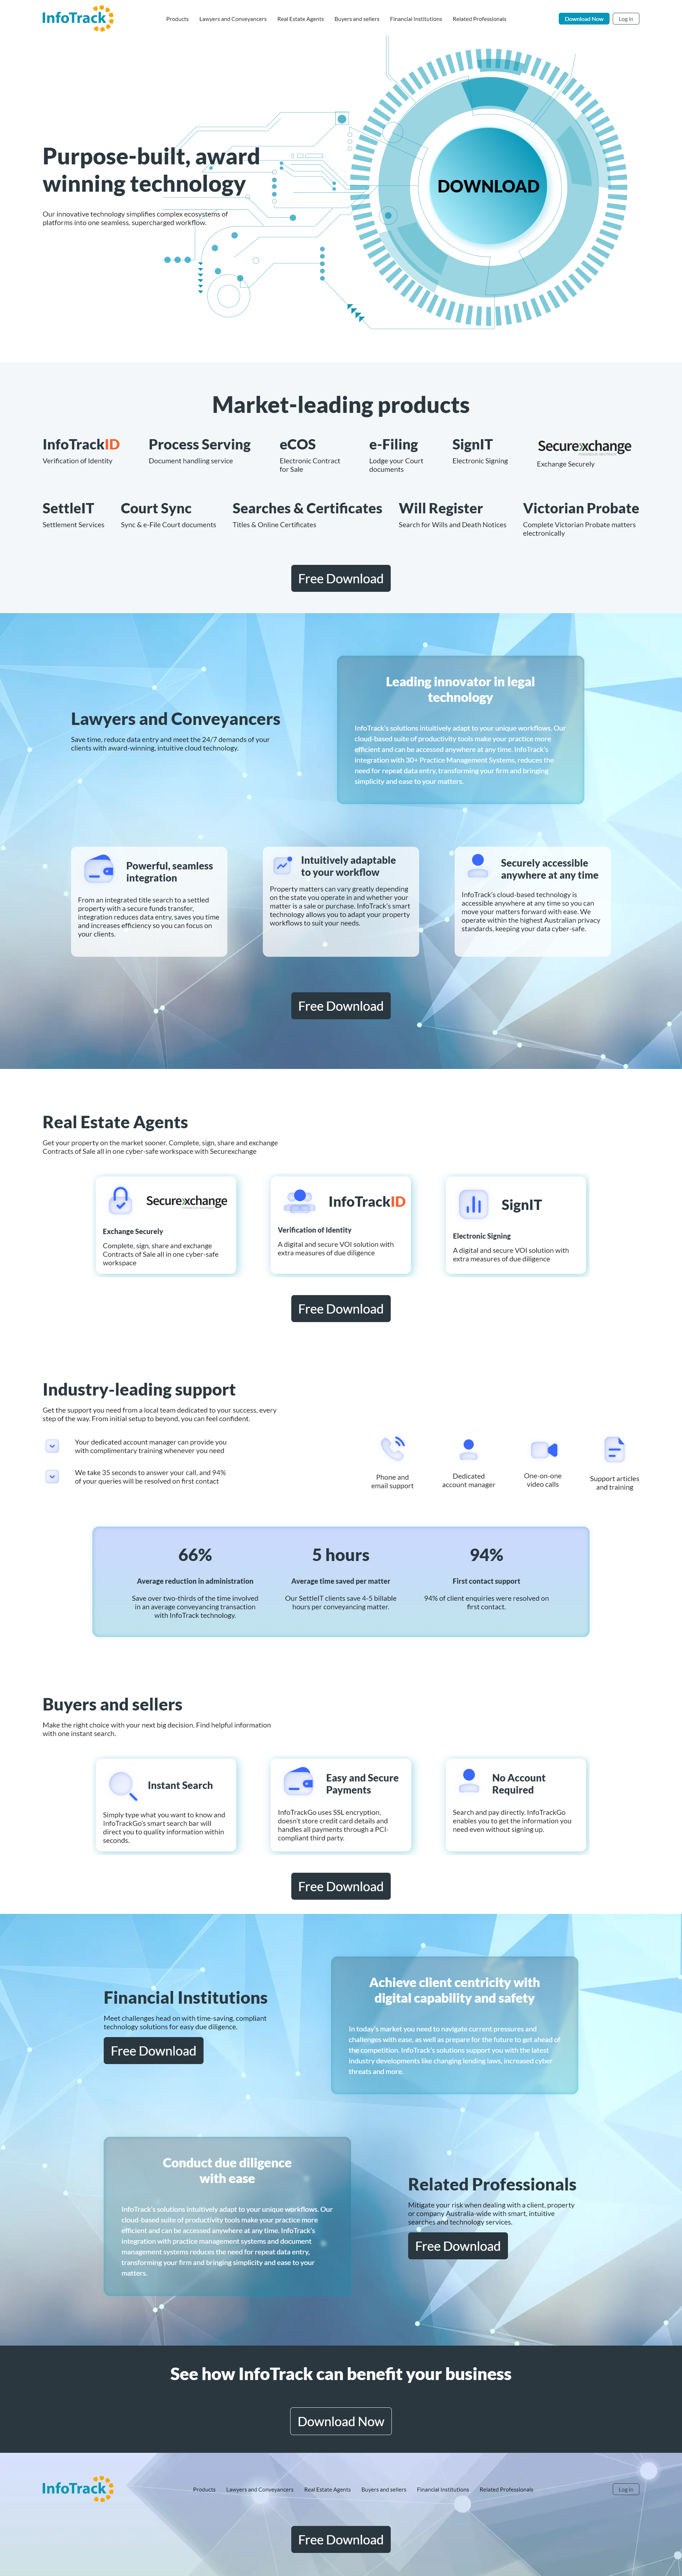 InfoTrack
Products Lawyers and Conveyancers Real Estate Agents Buyers and sellers Financial Institutions Related Professionals
Download Now Log in
Purpose-built, award
winning technology
Our innovative technology simplifies complex ecosystems of
platforms into one seamless, supercharged workflow.
DOWNLOAD
Market-leading products
InfoTrackID
Verification of Identity
Process Serving
Document handling service
eCOS
Electronic Contract
for Sale
e-Filing
Lodge your Court
documents
SignIT
Electronic Signing
Securexchange
Exchange Securely
SettleIT
Settlement Services
Court Sync
Sync & e-File Court documents
Searches & Certificates
Titles & Online Certificates
Will Register
Search for Wills and Death Notices
Victorian Probate
Complete Victorian Probate matters
electronically
Free Download
Lawyers and Conveyancers
Save time, reduce data entry and meet the 24/7 demands of your
clients with award-winning, intuitive cloud technology.
Leading innovator in legal
technology
InfoTrack's solutions intuitively adapt to your unique workflows. Our
cloud-based suite of productivity tools make your practice more
efficient and can be accessed anywhere at any time. InfoTrack's
integration with 30+ Practice Management Systems, reduces the
need for repeat data entry, transforming your firm and bringing
simplicity and ease to your matters.
Powerful, seamless
integration
From an integrated title search to a settled
property with a secure funds transfer,
integration reduces data entry, saves you time
and increases efficiency so you can focus on
your clients.
Intuitively adaptable
to your workflow
Property matters can vary greatly depending
on the state you operate in and whether your
matter is a sale or purchase. InfoTrack's smart
technology allows you to adapt your property
workflows to suit your needs.
Securely accessible
anywhere at any time
InfoTrack's cloud-based technology is
accessible anywhere at any time so you can
move your matters forward with ease. We
operate within the highest Australian privacy
standards, keeping your data cyber-safe.
Free Download
Real Estate Agents
Get your property on the market sooner. Complete, sign, share and exchange
Contracts of Sale all in one cyber-safe workspace with Securexchange
Securexchange
Exchange Securely
Complete, sign, share and exchange
Contracts of Sale all in one cyber-safe
workspace
InfoTrackID
Verification of Identity
A digital and secure VOI solution with
extra measures of due diligence
SignIT
Electronic Signing
A digital and secure VOI solution with
extra measures of due diligence
Free Download
Industry-leading support
Get the support you need from a local team dedicated to your success, every
step of the way. From initial setup to beyond, you can feel confident.
Your dedicated account manager can provide you
with complimentary training whenever you need
We take 35 seconds to answer your call, and 94%
of your queries will be resolved on first contact
Phone and
email support
Dedicated
account manager
One-on-one
video calls
Support articles
and training
66%
Average reduction in administration
Save over two-thirds of the time involved
in an average conveyancing transaction
with InfoTrack technology.
5 hours
Average time saved per matter
Our SettleIT clients save 4-5 billable
hours per conveyancing matter.
94%
First contact support
94% of client enquiries were resolved on
first contact.
Buyers and sellers
Make the right choice with your next big decision. Find helpful information
with one instant search.
Instant Search
Simply type what you want to know and
InfoTrackGo's smart search bar will
direct you to quality information within
seconds.
Easy and Secure
Payments
InfoTrackGo uses SSL encryption,
doesn't store credit card details and
handles all payments through a PCI-
compliant third party.
No Account
Required
Search and pay directly. InfoTrackGo
enables you to get the information you
need even without signing up.
Free Download
Financial Institutions
Meet challenges head on with time-saving, compliant
technology solutions for easy due diligence.
Free Download
Achieve client centricity with
digital capability and safety
In today's market you need to navigate current pressures and
challenges with ease, as well as prepare for the future to get ahead of
the competition. InfoTrack's solutions support you with the latest
industry developments like changing lending laws, increased cyber
threats and more.
Conduct due diligence
with ease
InfoTrack's solutions intuitively adapt to your unique workflows. Our
cloud-based suite of productivity tools make your practice more
efficient and can be accessed anywhere at any time. InfoTrack's
integration with practice management systems and document
management systems reduces the need for repeat data entry,
transforming your firm and bringing simplicity and ease to your
matters.
Related Professionals
Mitigate your risk when dealing with a client, property
or company Australia-wide with smart, intuitive
searches and technology services.
Free Download
See how InfoTrack can benefit your business
Download Now
InfoTrack
Products Lawyers and Conveyancers Real Estate Agents Buyers and sellers Financial Institutions Related Professionals
Log in
Free Download